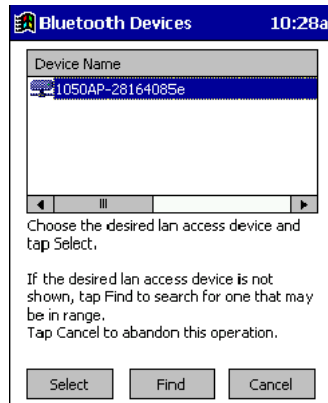 Bluetooth Devices 10:28a
Device Name
1050AP-28164085e
Choose the desired lan access device and
tap Select.
If the desired lan access device is not
shown, tap Find to search for one that may
be in range.
Tap Cancel to abandon this operation.
Select Find Cancel